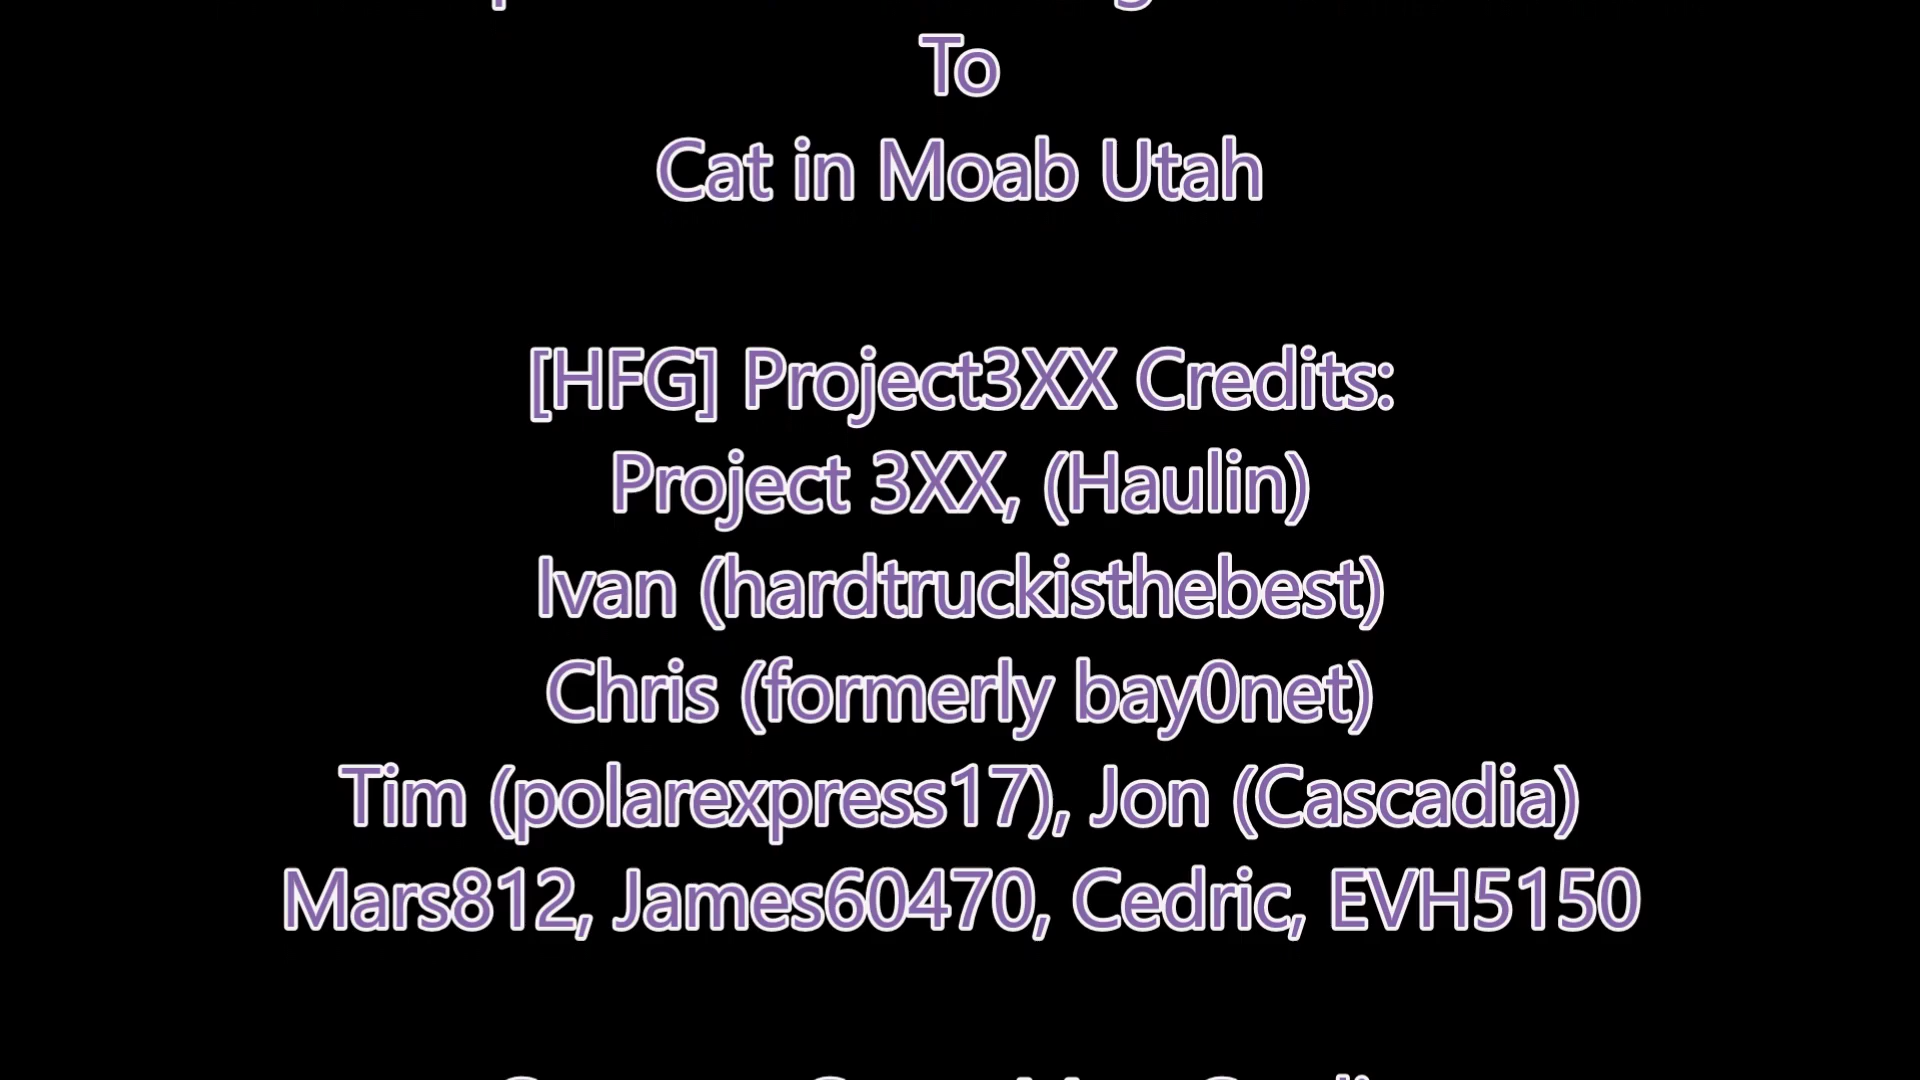 To
Cat in Moab Utah
[HFG] Project3XX Credits:
Project 3XX, (Haulin)
Ivan (hardtruckisthebest)
Chris (formerly bay0net)
Tim (polarexpress17), Jon (Cascadia)
Mars812, James60470, Cedric, EVH5150